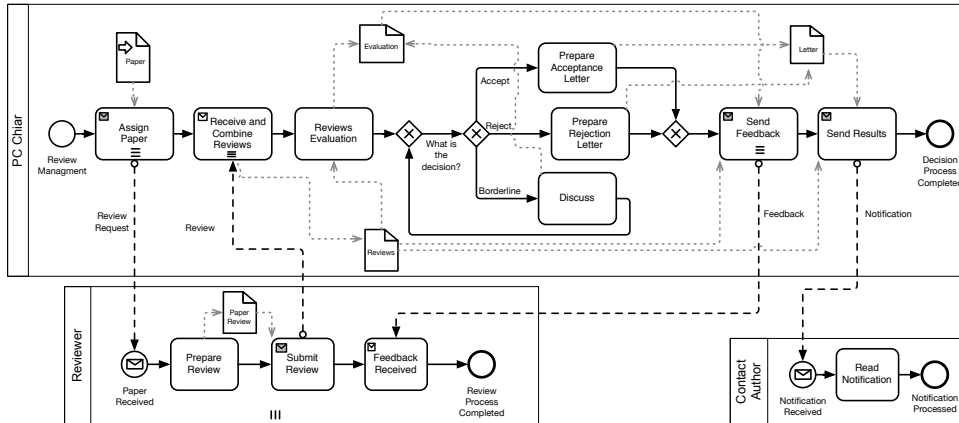 PC Chiar
Review
Managment
Paper
Assign
Paper
Receive and
Combine
Reviews
Reviews
Evaluation
Evaluation
What is
the
decision?
Accept
Reject
Borderline
Prepare
Acceptance
Letter
Prepare
Rejection
Letter
Discuss
Letter
Send
Feedback
Send Results
Decision
Process
Completed
Reviews
Review
Request
Review
Feedback
Notification
Reviewer
Paper
Received
Prepare
Review
Paper
Review
Submit
Review
Feedback
Received
Review
Process
Completed
Contact
Author
Notification
Received
Read
Notification
Notification
Processed